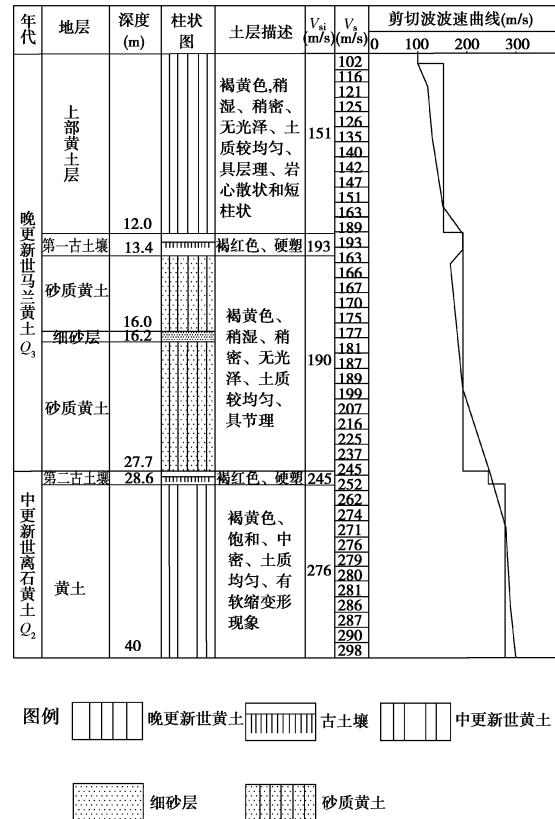 年代 地层 深度(m) 柱状图 土层描述 Vsi(m/s) Vs(m/s) 剪切波波速曲线(m/s)
0 100 200 300
晚更新世马兰黄土Q3
上部黄土层
12.0
褐黄色,稍
湿、稍密、
无光泽、土
质较均匀、
具层理、岩
心散状和短
柱状
151
第一古土壤 13.4 褐红色、硬塑 193
砂质黄土
16.0
细砂层 16.2
砂质黄土
27.7
褐黄色、
稍湿、稍
密、无光
泽、土质
较均匀、
具节理
190
第二古土壤 28.6 褐红色、硬塑 245
中更新世离石黄土Q2
黄土
40
褐黄色、
饱和、中
密、土质
均匀、有
软缩变形
现象
276
102
116
121
125
126
135
140
142
147
151
163
189
193
163
166
167
170
175
177
181
187
189
199
207
216
225
237
245
252
262
274
271
276
279
280
281
286
287
290
298
图例 晚更新世黄土 古土壤 中更新世黄土
细砂层 砂质黄土